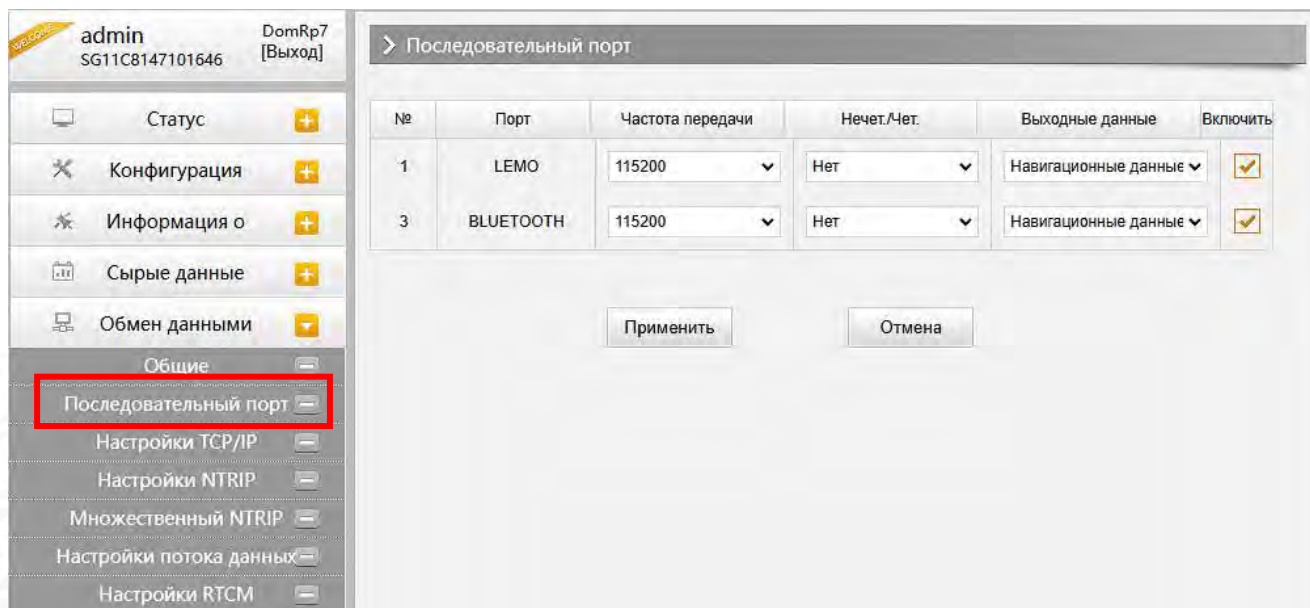 WELCOME
admin
DomRp7
SG11C8147101646
[Выход]
Статус
Конфигурация
Информация о
Сырые данные
Обмен данными
Общие
Последовательный порт
Настройки TCP/IP
Настройки NTRIP
Множественный NTRIP
Настройки потока данных
Настройки RTCM
Последовательный порт
№ Порт Частота передачи Нечет./Чет. Выходные данные Включить
1 LEMO 115200 Нет Навигационные данные
3 BLUETOOTH 115200 Нет Навигационные данные
Применить Отмена